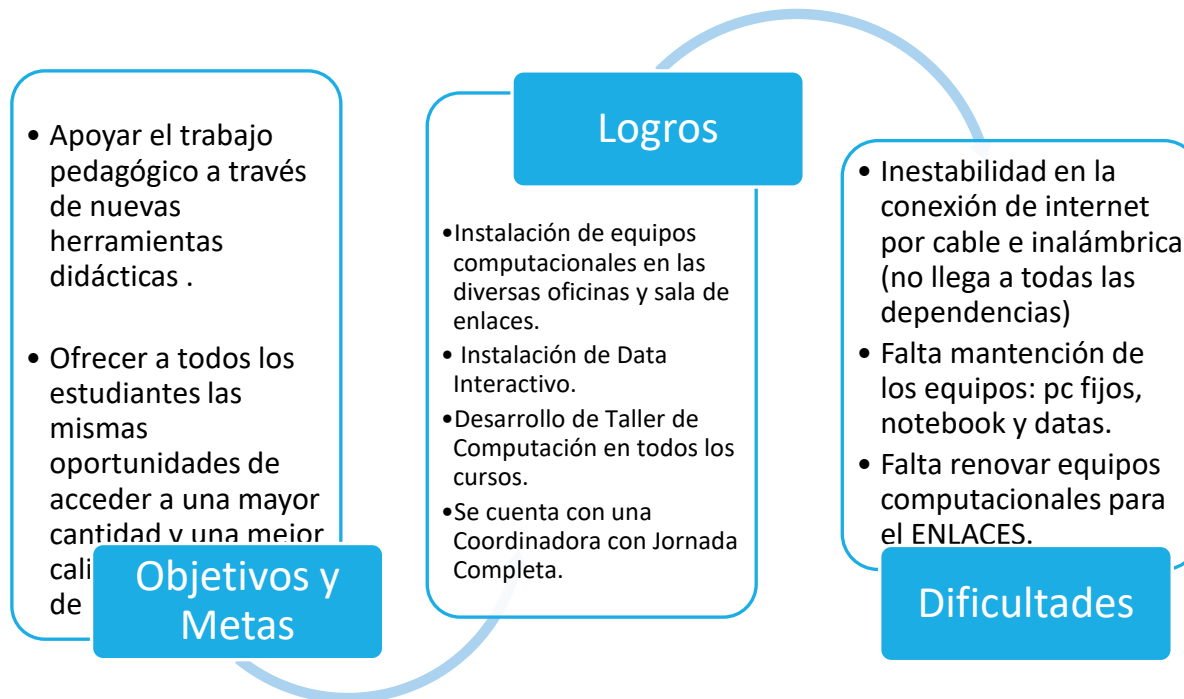 • Apoyar el trabajo
pedagógico a través
de nuevas
herramientas
didácticas .
• Ofrecer a todos los
estudiantes las
mismas
oportunidades de
acceder a una mayor
cantidad y una mejor
de
Objetivos y
Metas
Logros
•Instalación de equipos
computacionales en las
diversas oficinas y sala de
enlaces.
• Instalación de Data
Interactivo.
•Desarrollo de Taller de
Computación en todos los
cursos.
•Se cuenta con una
Coordinadora con Jornada
Completa.
• Inestabilidad en la
conexión de internet
por cable e inalámbrica
(no llega a todas las
dependencias)
• Falta mantención de
los equipos: pc fijos,
notebook y datas.
• Falta renovar equipos
computacionales para
el ENLACES.
Dificultades